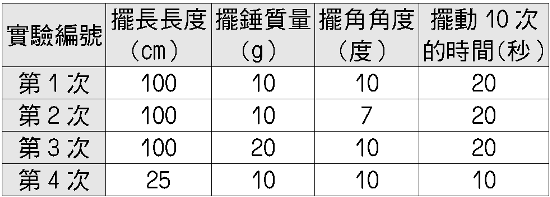 實驗編號 擺長長度（cm） 擺錘質量（g） 擺角角度（度） 擺動10次的時間（秒）
第1次 100 10 10 20
第2次 100 10 7 20
第3次 100 20 10 20
第4次 25 10 10 10